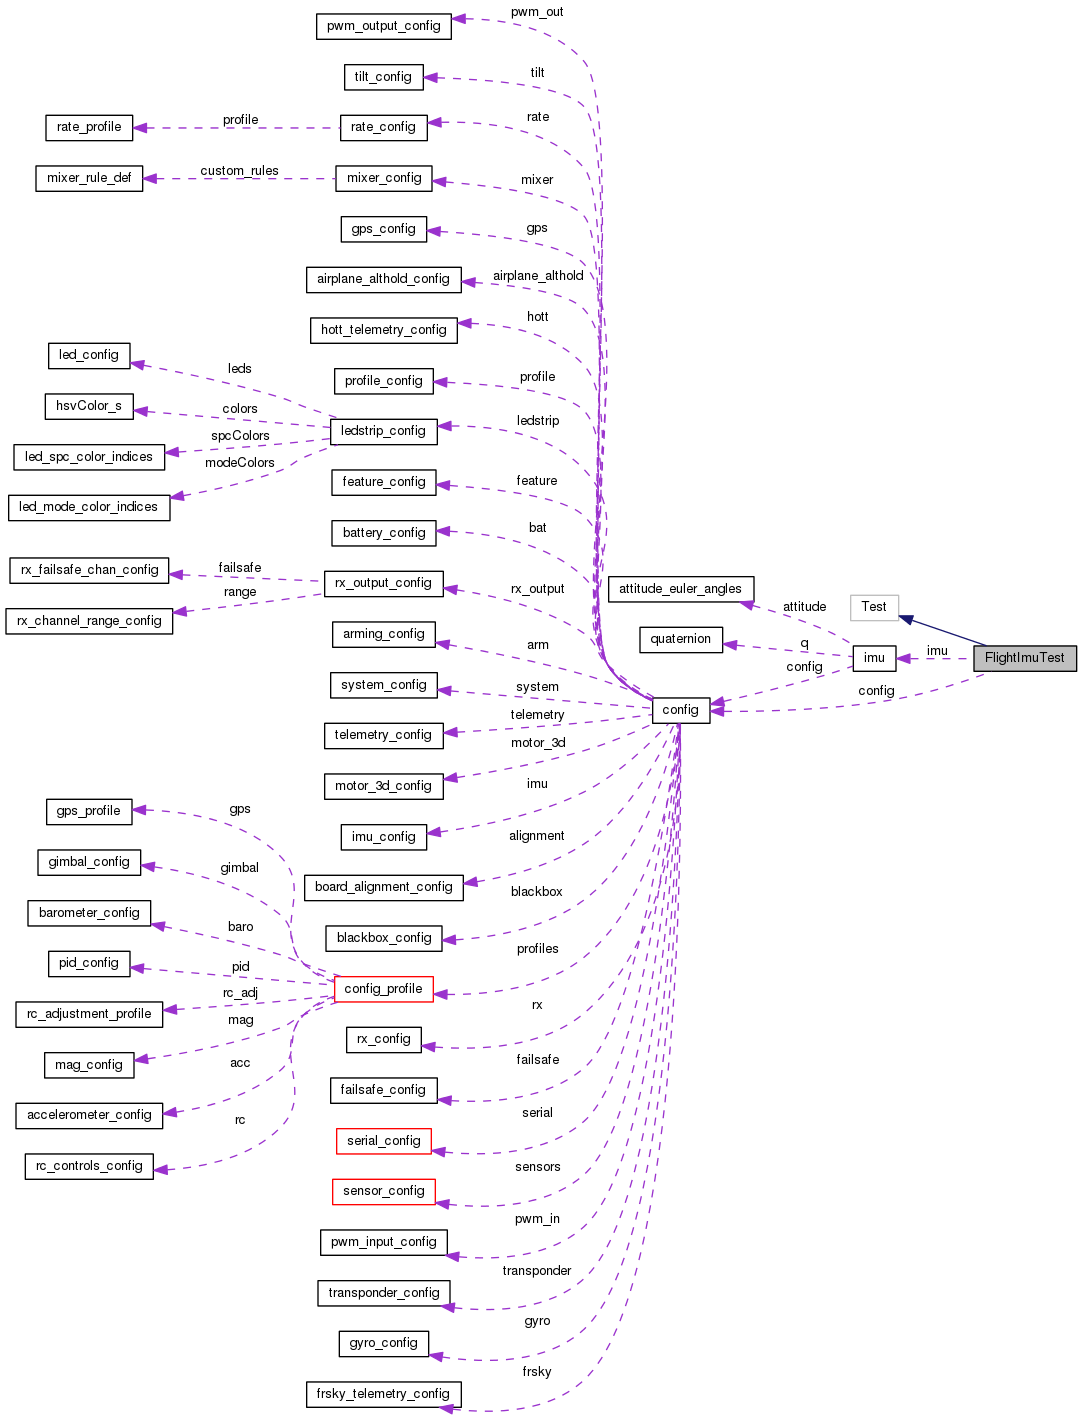 pwm_out
pwm_output_config
tilt
tilt_config
rate
rate_profile
profile
rate_config
mixer
mixer_rule_def
custom_rules
mixer_config
gps
gps_config
airplane_althold
airplane_althold_config
hott
hott_telemetry_config
led_config
leds
profile
profile_config
hsvColor_s
colors
ledstrip
ledstrip_config
spcColors
led_spc_color_indices
modeColors
feature
feature_config
led_mode_color_indices
bat
battery_config
rx_failsafe_chan_config
failsafe
rx_output_config
rx_output
attitude_euler_angles
range
attitude
Test
rx_channel_range_config
arming_config
arm
quaternion
q
imu
imu
FlightImuTest
config
config
system_config
system
config
telemetry
telemetry_config
motor_3d
motor_3d_config
imu
gps_profile
gps
imu_config
alignment
gimbal_config
gimbal
board_alignment_config
blackbox
barometer_config
baro
blackbox_config
profiles
pid_config
pid
config_profile
rc_adj
rc_adjustment_profile
mag
rx
rx_config
mag_config
acc
failsafe
failsafe_config
accelerometer_config
rc
serial
serial_config
rc_controls_config
sensors
sensor_config
pwm_in
pwm_input_config
transponder
transponder_config
gyro
gyro_config
frsky
frsky_telemetry_config